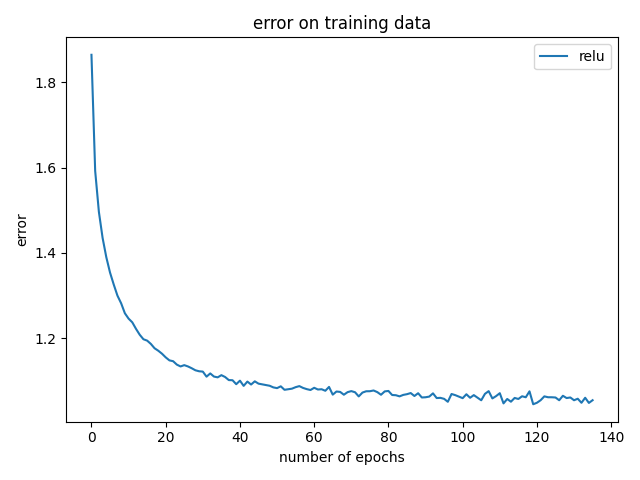 error on training data
relu
error
1.8
1.6
1.4
1.2
0 20 40 60 80 100 120 140
number of epochs